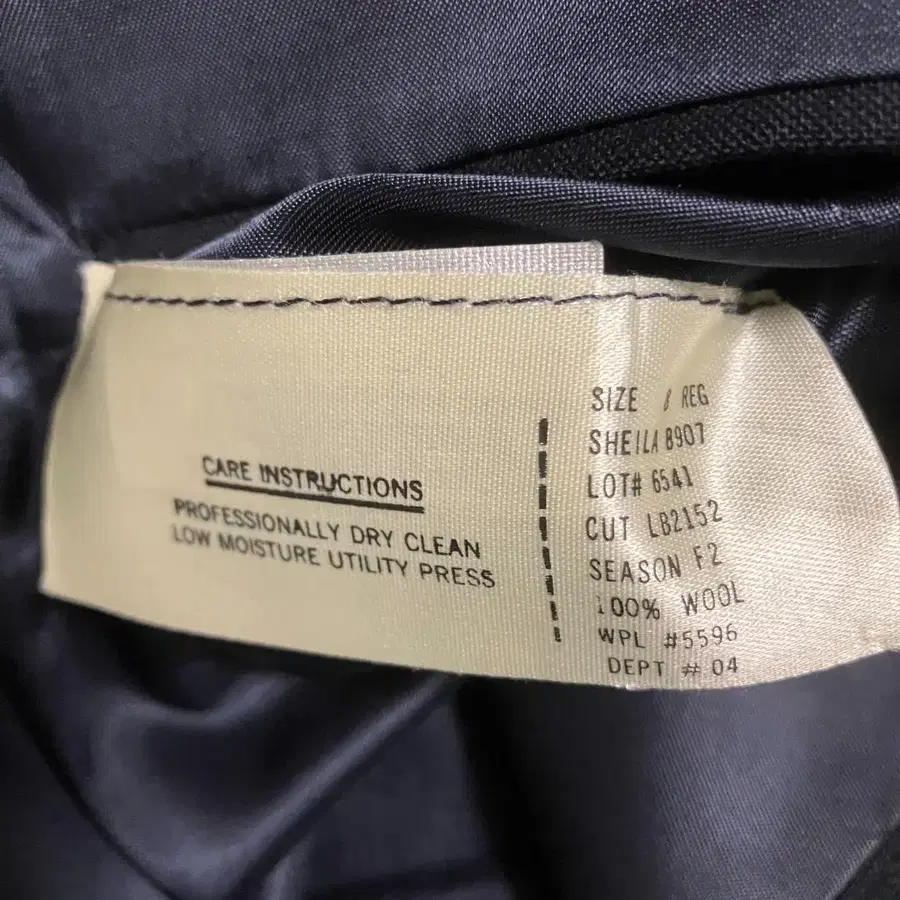 CARE INSTRUCTIONS
PROFESSIONALLY DRY CLEAN
LOW MOISTURE UTILITY PRESS
SIZE REG
SHEILA 8907
LOT# 6541
CUT LB2152
SEASON F2
100% WOOL
WPL #5596
DEPT # 04